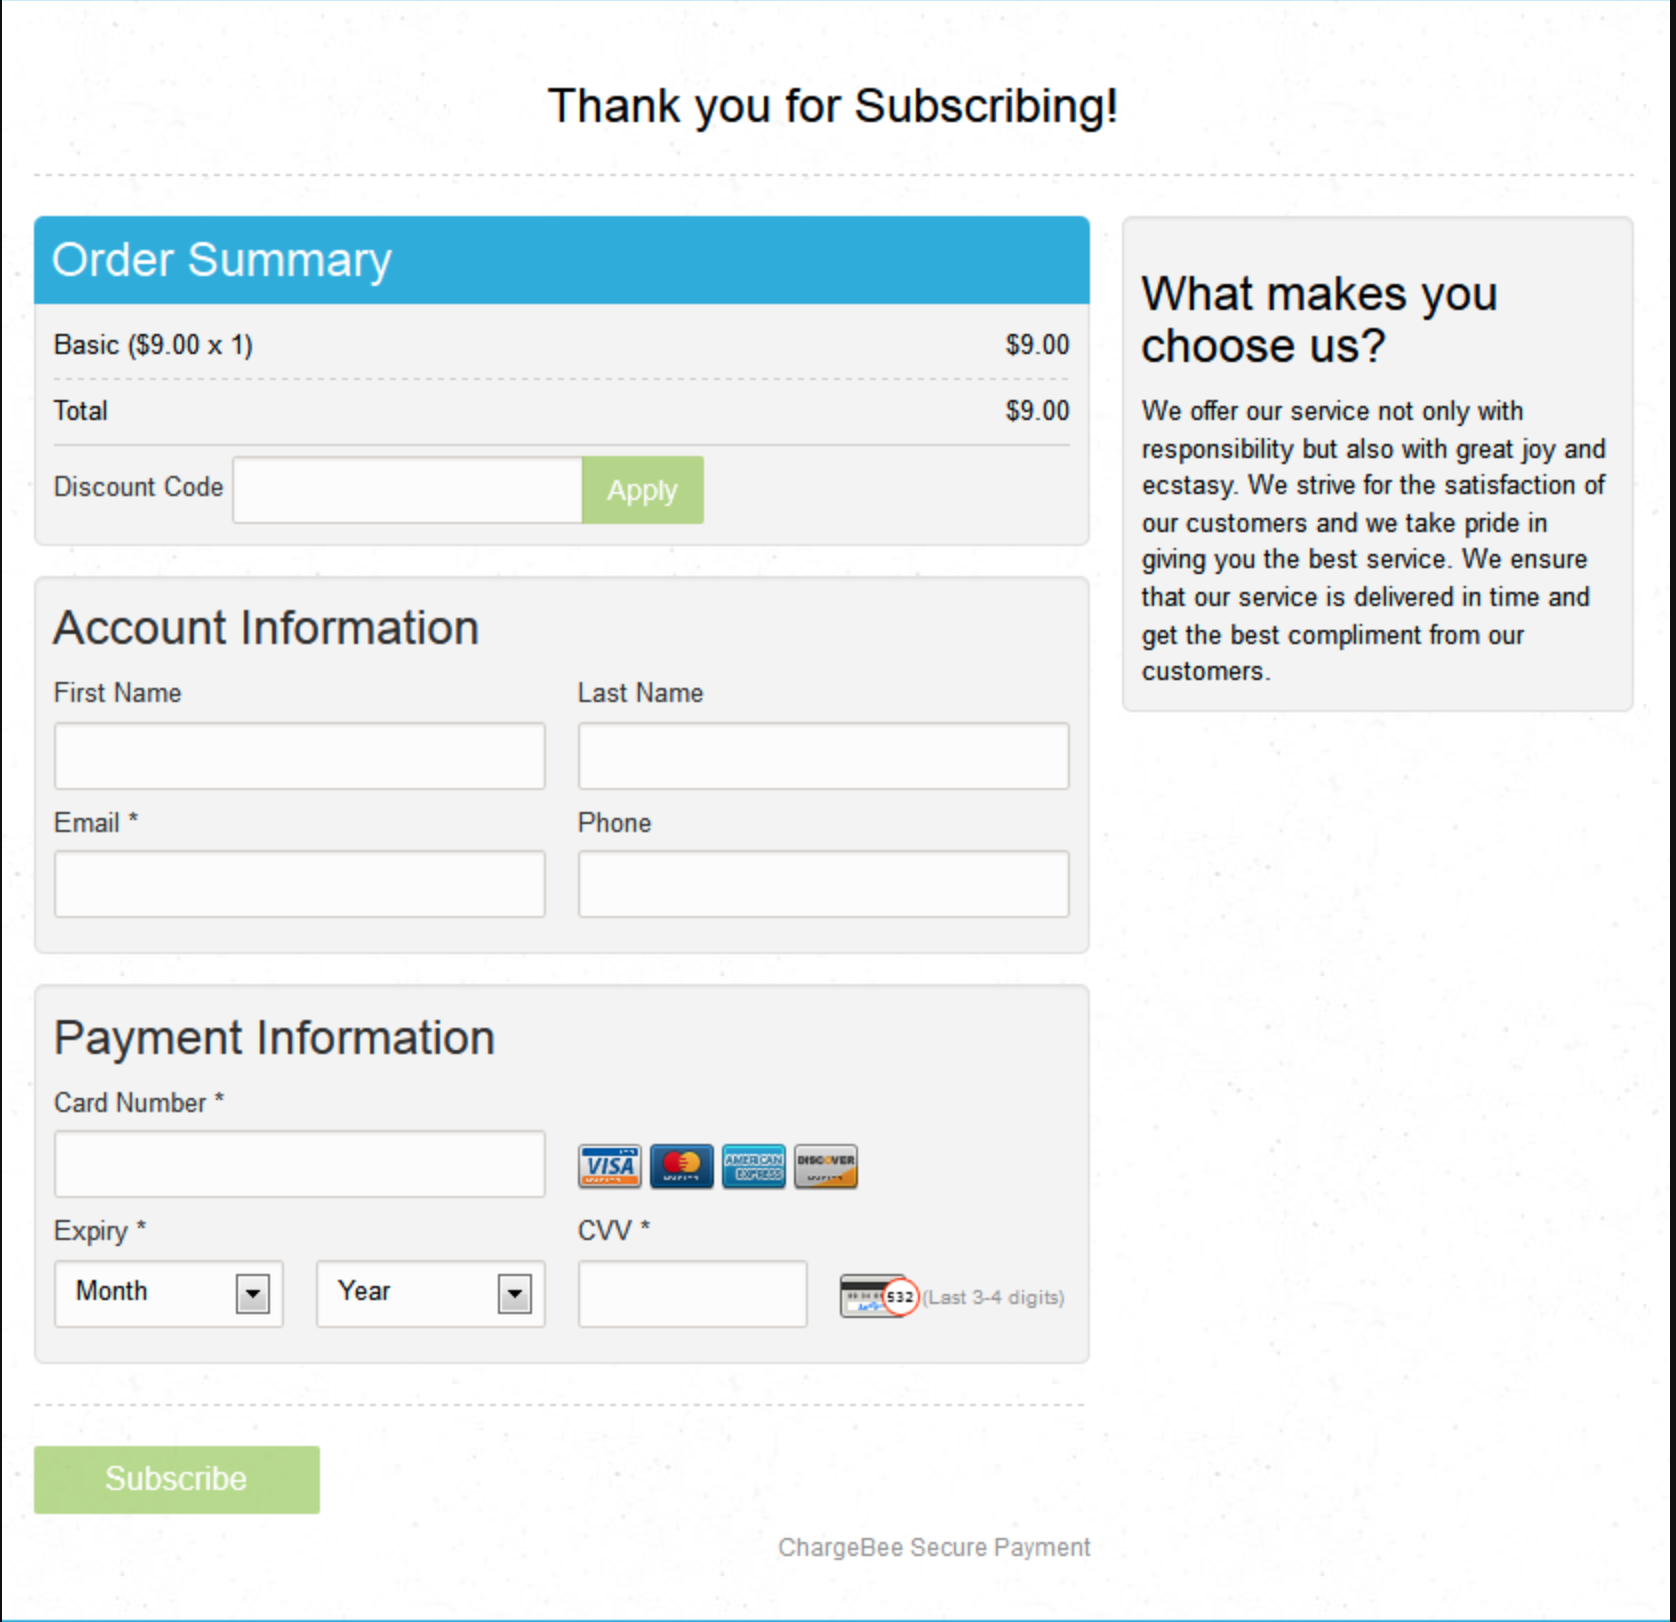 Thank you for Subscribing!
Order Summary
Basic ($9.00 x 1) $9.00
Total $9.00
Discount Code Apply
Account Information
First Name Last Name
Email * Phone
Payment Information
Card Number *
VISA AMERICAN EXPRESS DISCOVER
Expiry * CVV *
Month Year 532 (Last 3-4 digits)
Subscribe
ChargeBee Secure Payment
What makes you
choose us?
We offer our service not only with
responsibility but also with great joy and
ecstasy. We strive for the satisfaction of
our customers and we take pride in
giving you the best service. We ensure
that our service is delivered in time and
get the best compliment from our
customers.